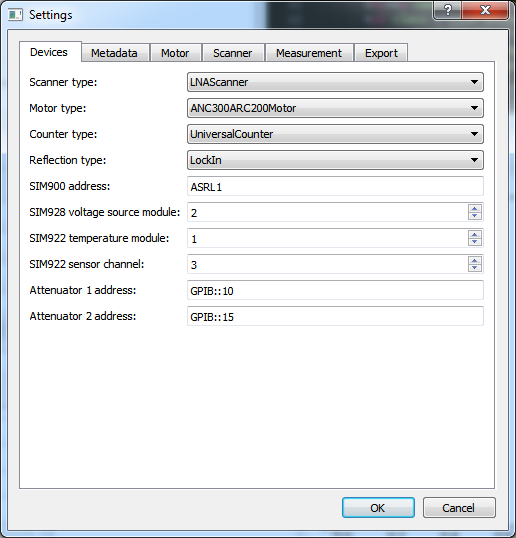 Settings
Devices Metadata Motor Scanner Measurement Export
Scanner type: LNAScanner
Motor type: ANC300ARC200Motor
Counter type: UniversalCounter
Reflection type: LockIn
SIM900 address: ASRL1
SIM928 voltage source module: 2
SIM922 temperature module: 1
SIM922 sensor channel: 3
Attenuator 1 address: GPIB::10
Attenuator 2 address: GPIB::15
OK Cancel